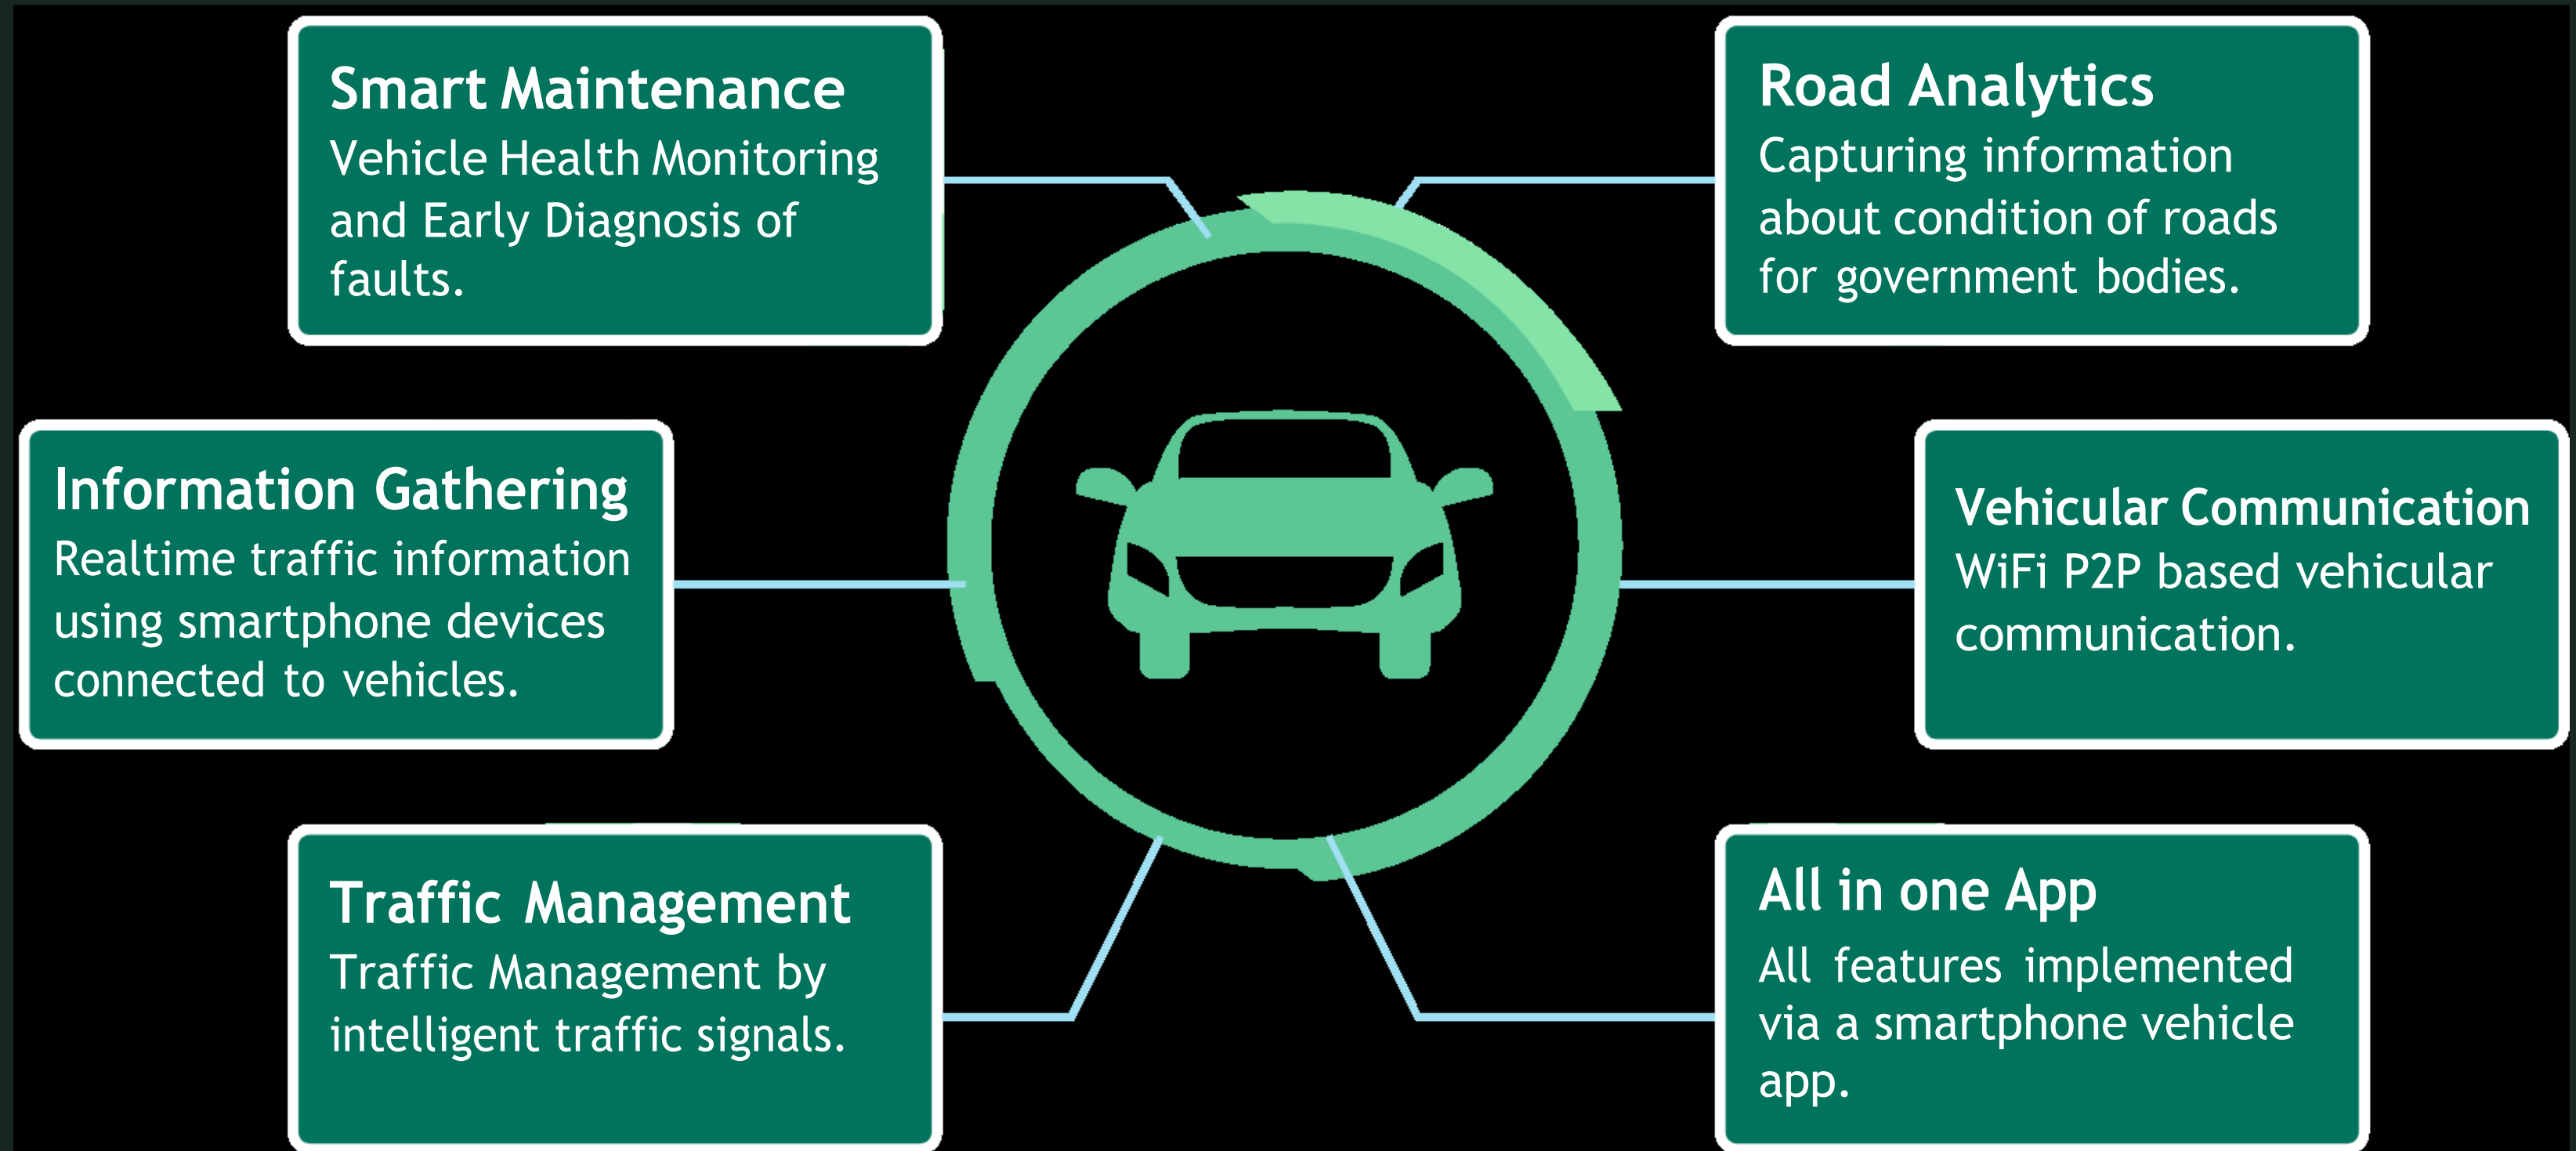 Smart Maintenance
Vehicle Health Monitoring
and Early Diagnosis of
faults.
Road Analytics
Capturing information
about condition of roads
for government bodies.
Information Gathering
Realtime traffic information
using smartphone devices
connected to vehicles.
Vehicular Communication
WiFi P2P based vehicular
communication.
Traffic Management
Traffic Management by
intelligent traffic signals.
All in one App
All features implemented
via a smartphone vehicle
app.